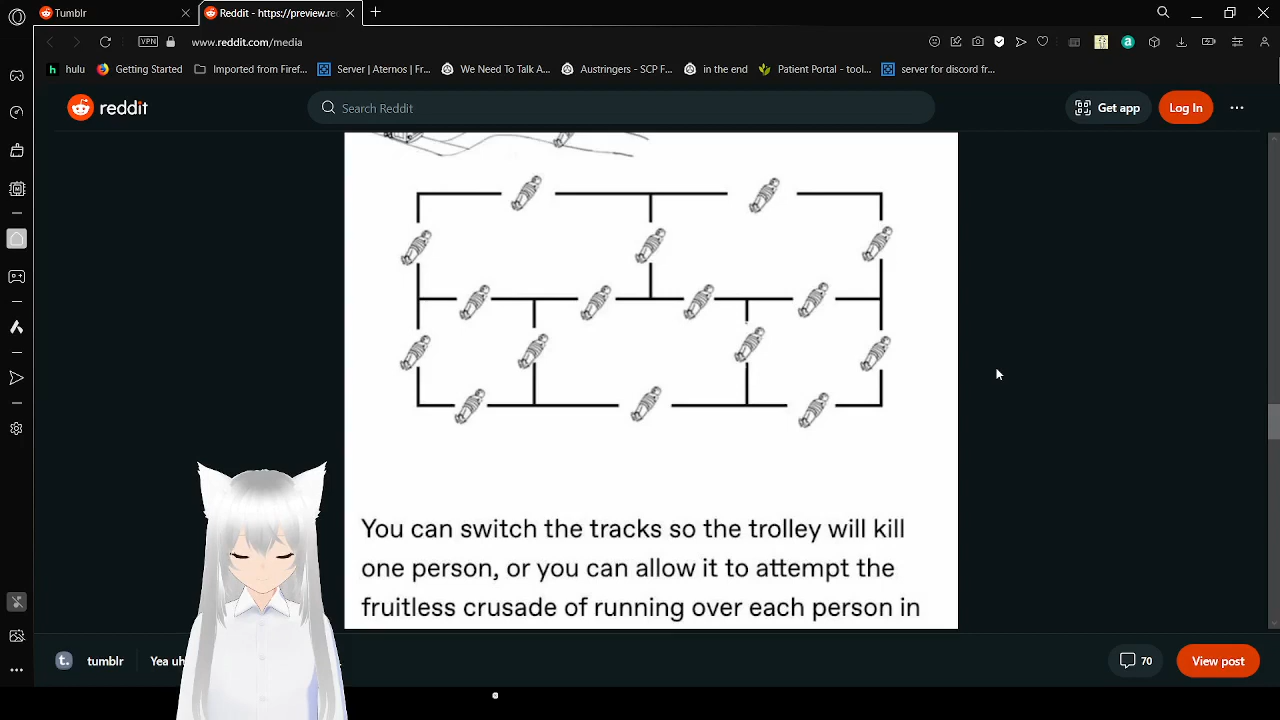 Tumblr
Reddit - https://preview.red
VPN
www.reddit.com/media
hulu
Getting Started
Imported from Firef...
Server | Aternos | Fr...
We Need To Talk A...
Austringers - SCP F...
in the end
Patient Portal - tool...
server for discord fr...
reddit
Search Reddit
Get app
Log In
You can switch the tracks so the trolley will kill
one person, or you can allow it to attempt the
fruitless crusade of running over each person in
tumblr
Yea uh
70
View post